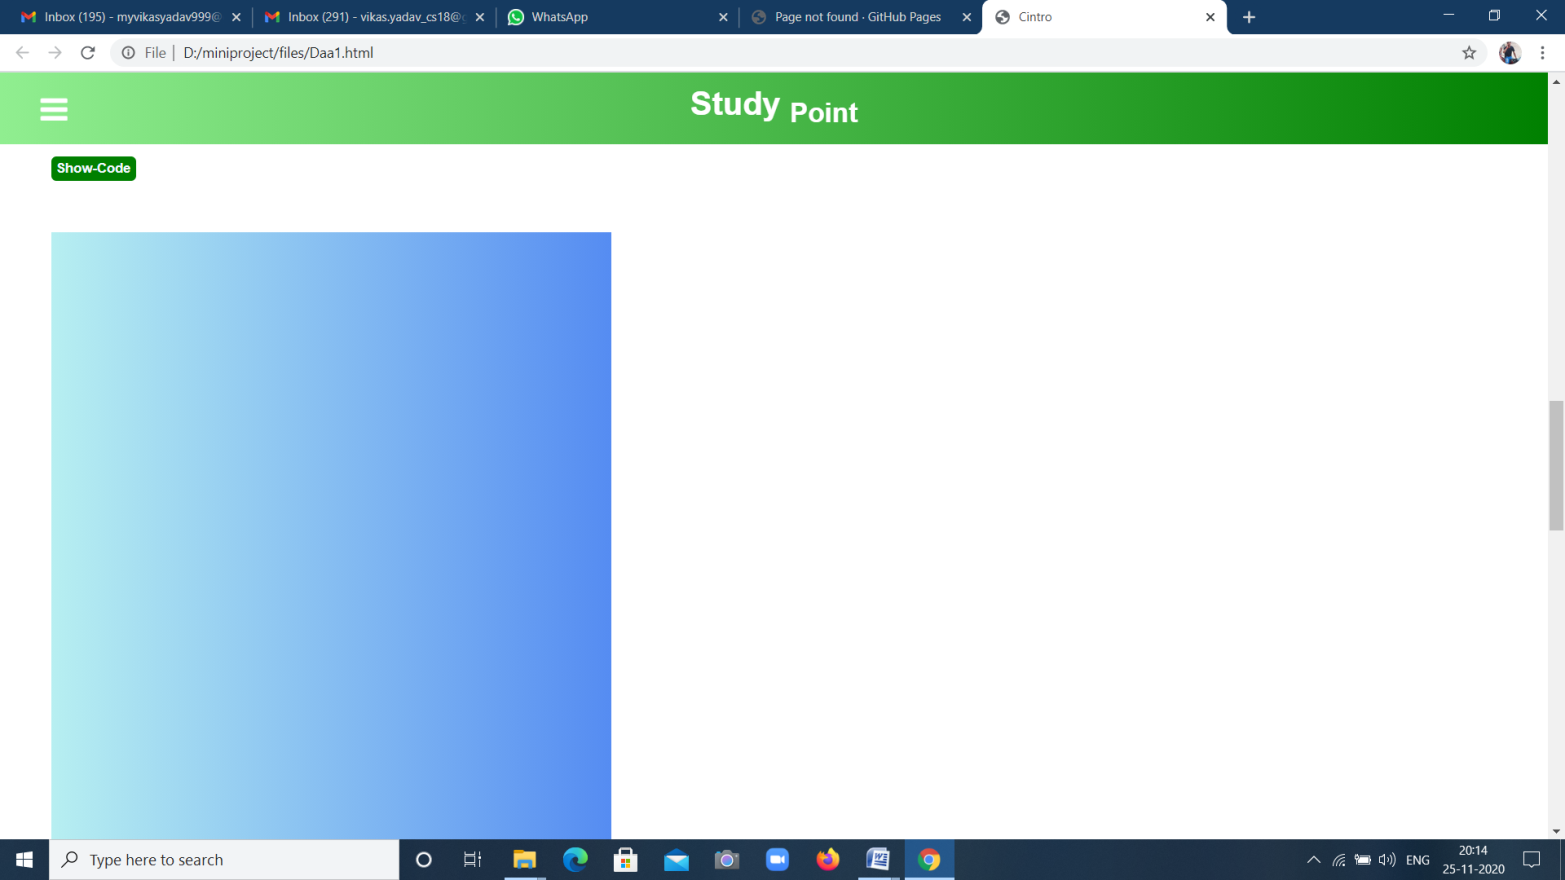 Inbox (195) - myvikasyadav999@
Inbox (291) - vikas.yadav_cs18@
WhatsApp
Page not found · GitHub Pages
Cintro
File | D:/miniproject/files/Daa1.html
Study Point
Show-Code
Type here to search
ENG
20:14
25-11-2020